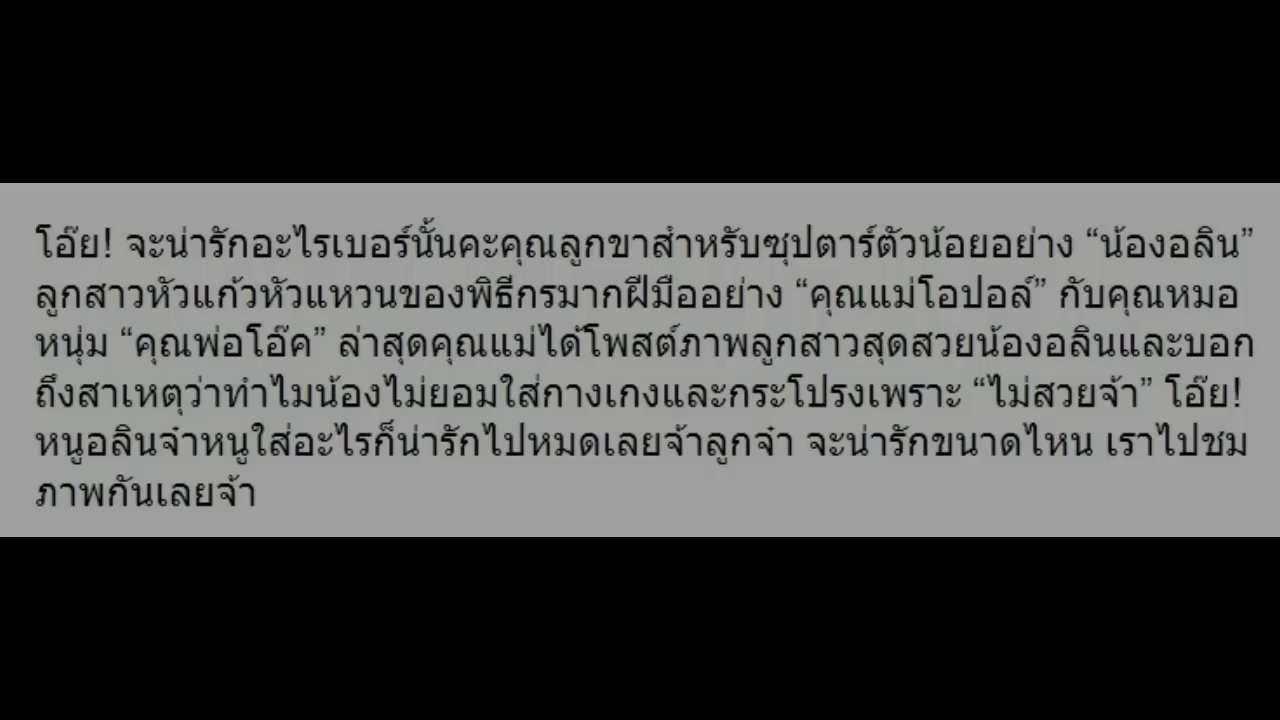 โอ๊ย! จะน่ารักอะไรเบอร์นั้นคะคุณลูกขาสำหรับซุปตาร์ตัวน้อยอย่าง “น้องอลิน”
ลูกสาวหัวแก้วหัวแหวนของพิธีกรมากฝีมืออย่าง “คุณแม่โอปอล์” กับคุณหมอ
หนุ่ม “คุณพ่อโอ๊ค” ล่าสุดคุณแม่ได้โพสต์ภาพลูกสาวสุดสวยน้องอลินและบอก
ถึงสาเหตุว่าทำไมน้องไม่ยอมใส่กางเกงและกระโปรงเพราะ “ไม่สวยจ้า” โอ๊ย!
หนูอลินจ๋าหนูใส่อะไรก็น่ารักไปหมดเลยจ้าลูกจ๋า จะน่ารักขนาดไหน เราไปชม
ภาพกันเลยจ้า